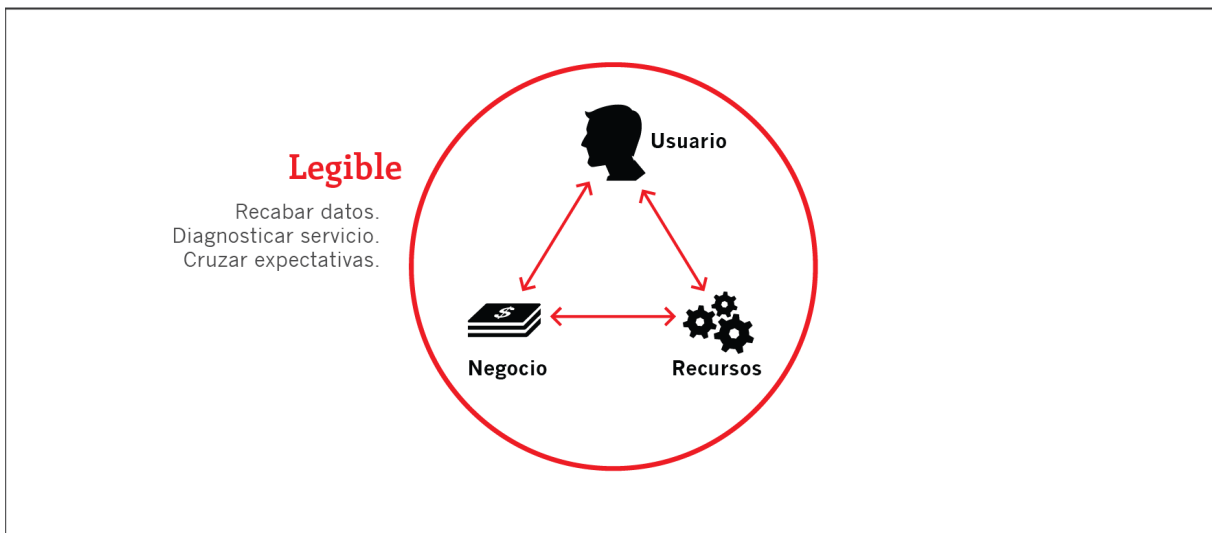 Usuario
Legible
Recabar datos.
Diagnosticar servicio.
Cruzar expectativas.
$
Negocio
Recursos